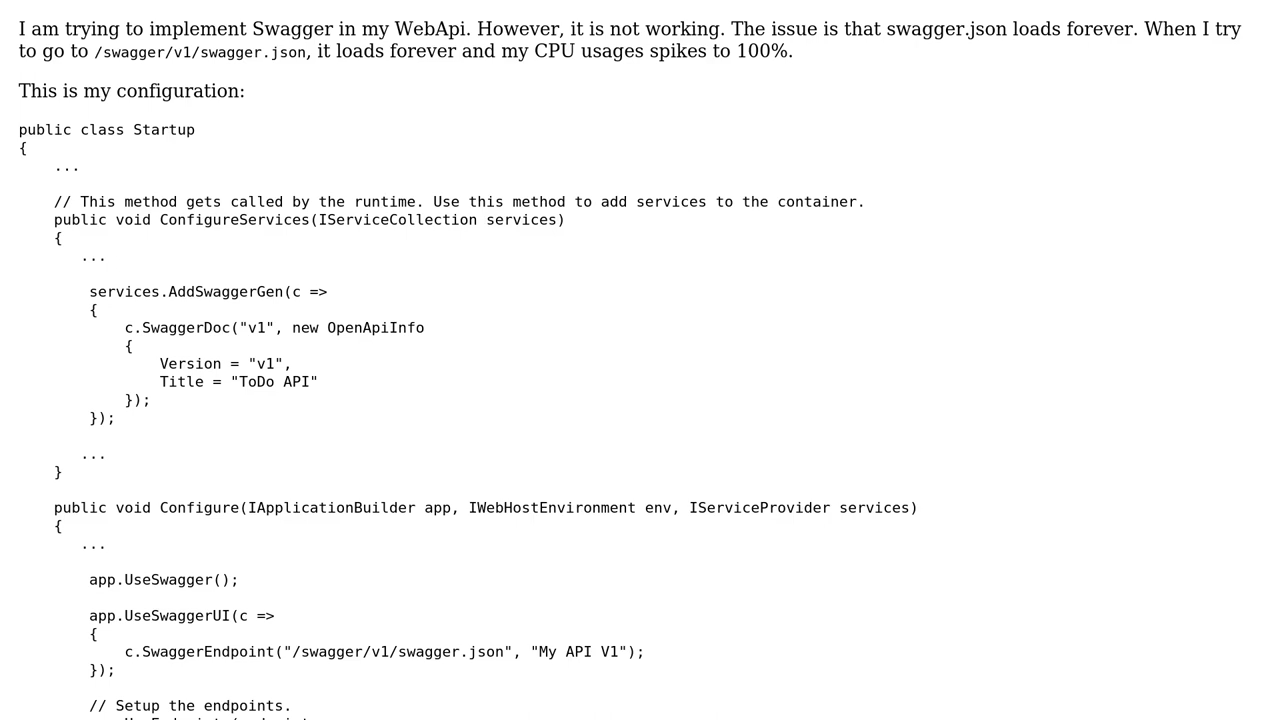 I am trying to implement Swagger in my WebApi. However, it is not working. The issue is that swagger.json loads forever. When I try
to go to /swagger/v1/swagger.json, it loads forever and my CPU usages spikes to 100%.
This is my configuration:
public class Startup
{
    ...
    // This method gets called by the runtime. Use this method to add services to the container.
    public void ConfigureServices(IServiceCollection services)
    {
       ...
        services.AddSwaggerGen(c =>
        {
            c.SwaggerDoc("v1", new OpenApiInfo
            {
                Version = "v1",
                Title = "ToDo API"
            });
        });
       ...
    }
    public void Configure(IApplicationBuilder app, IWebHostEnvironment env, IServiceProvider services)
    {
       ...
        app.UseSwagger();
        app.UseSwaggerUI(c =>
        {
            c.SwaggerEndpoint("/swagger/v1/swagger.json", "My API V1");
        });
        // Setup the endpoints.